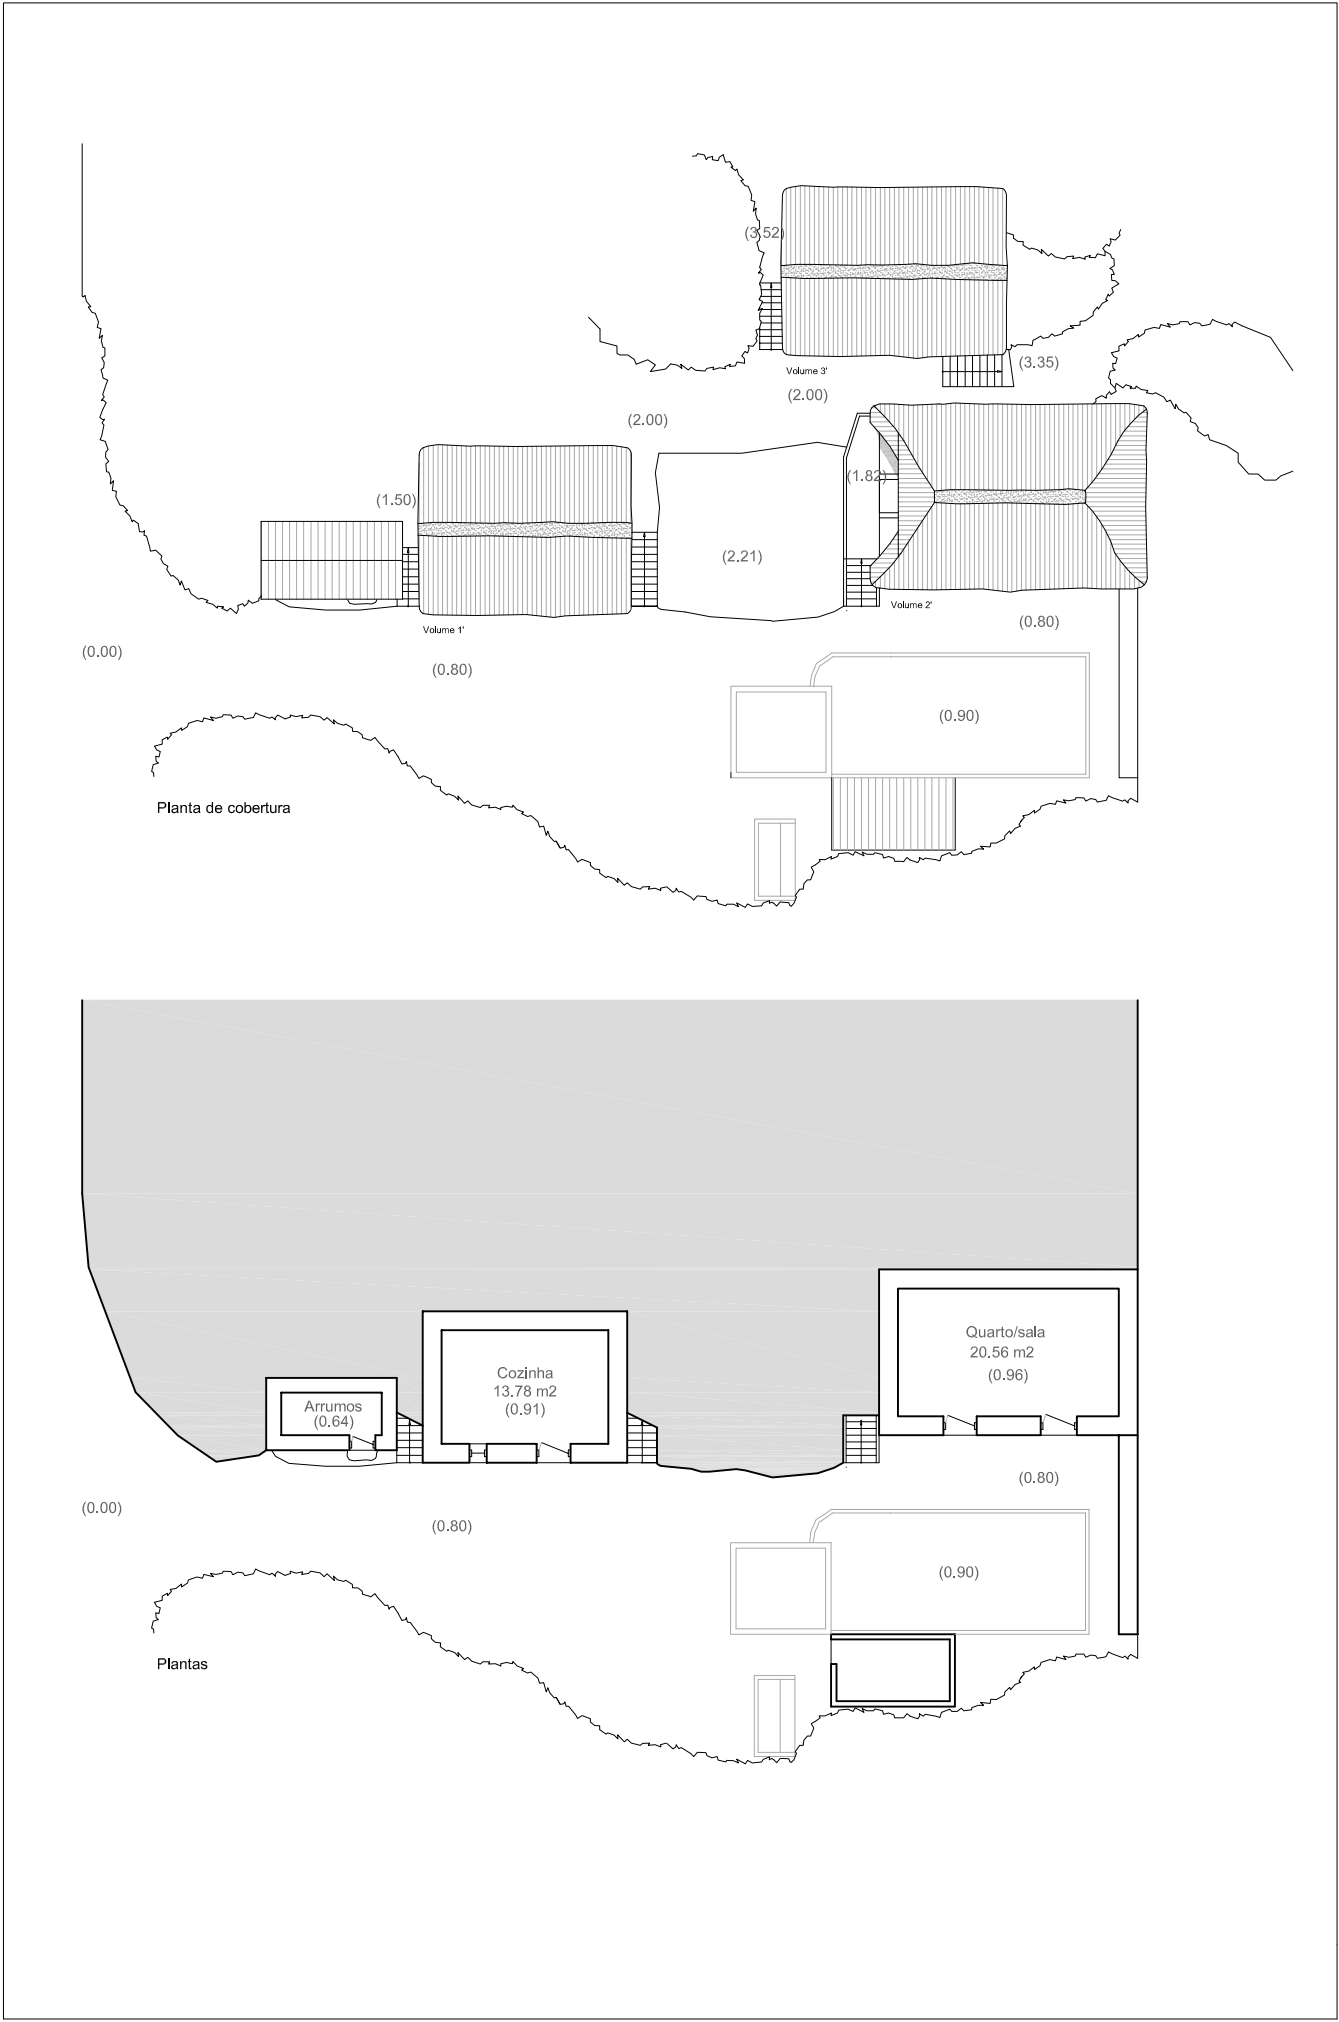 (3.52)
(3.35)
Volume 3'
(2.00)
(2.00)
(1.82)
(1.50)
(2.21)
Volume 2'
(0.80)
Volume 1'
(0.00)
(0.80)
(0.90)
Planta de cobertura
Quarto/sala
20.56 m2
(0.96)
Cozinha
13.78 m2
(0.91)
Arrumos
(0.64)
(0.80)
(0.00)
(0.80)
(0.90)
Plantas